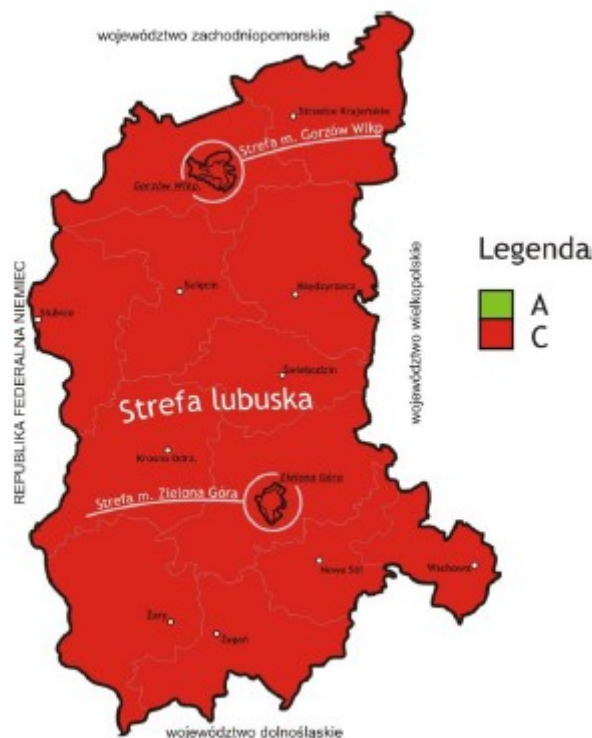 województwo zachodniopomorskie
Strzelce Krajeńskie
Strefa m. Gorzów Wlkp
Gorzów Wlkp.
REPUBLIKA FEDERALNA NIEMIEC
województwo wielkopolskie
Legenda
A
C
Sulęcin
Międzyrzecz
Słubice
Świebodzin
Strefa lubuska
Krosno Odrz.
Zielona Góra
Strefa m. Zielona Góra
Nowa Sól
Wschowa
Żary
Żagań
województwo dolnośląskie